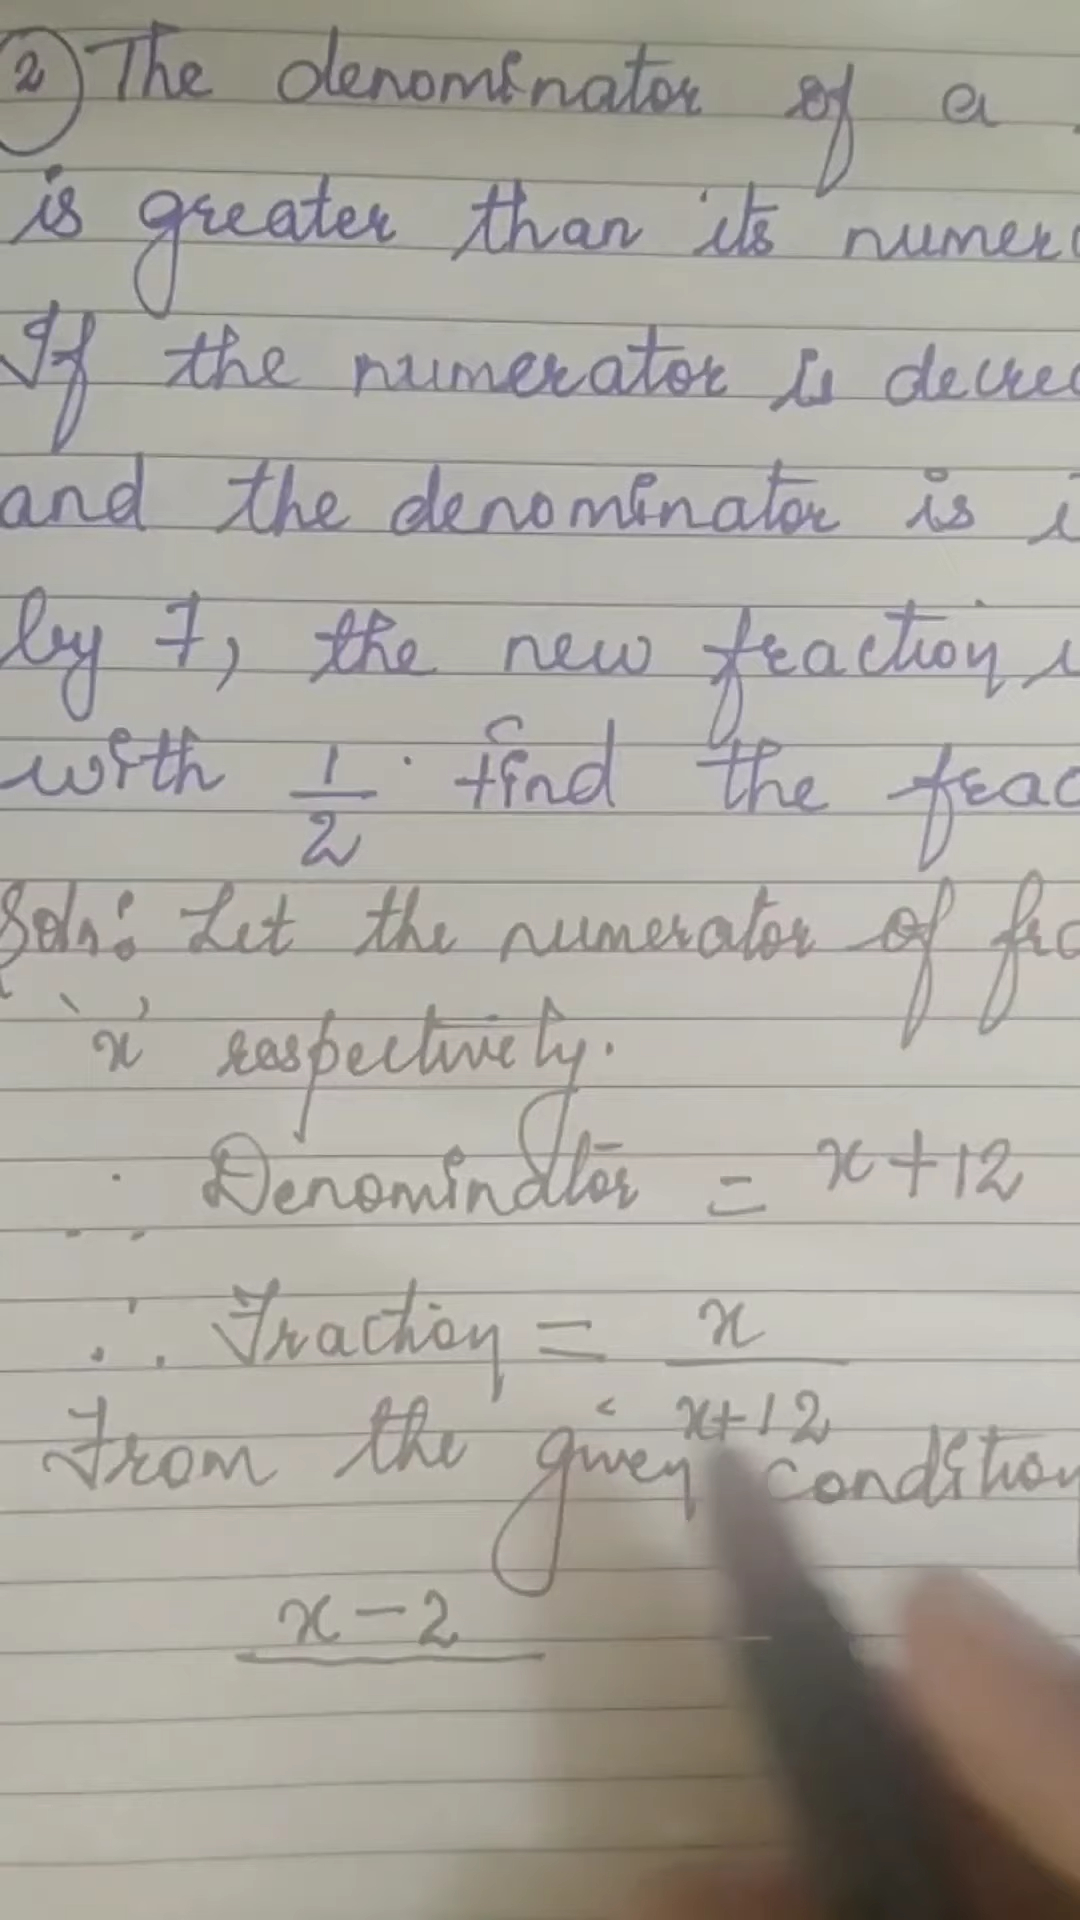 2 The denominator of a
is greater than its
If the numerator is
and the denominator is
by 7, the new fraction
with 1/2. find the
Soln: Let the numerator of
'x' respectively.
∴ Denominator = x+12
∴ Fraction = x
x+12
From the given condition
x-2